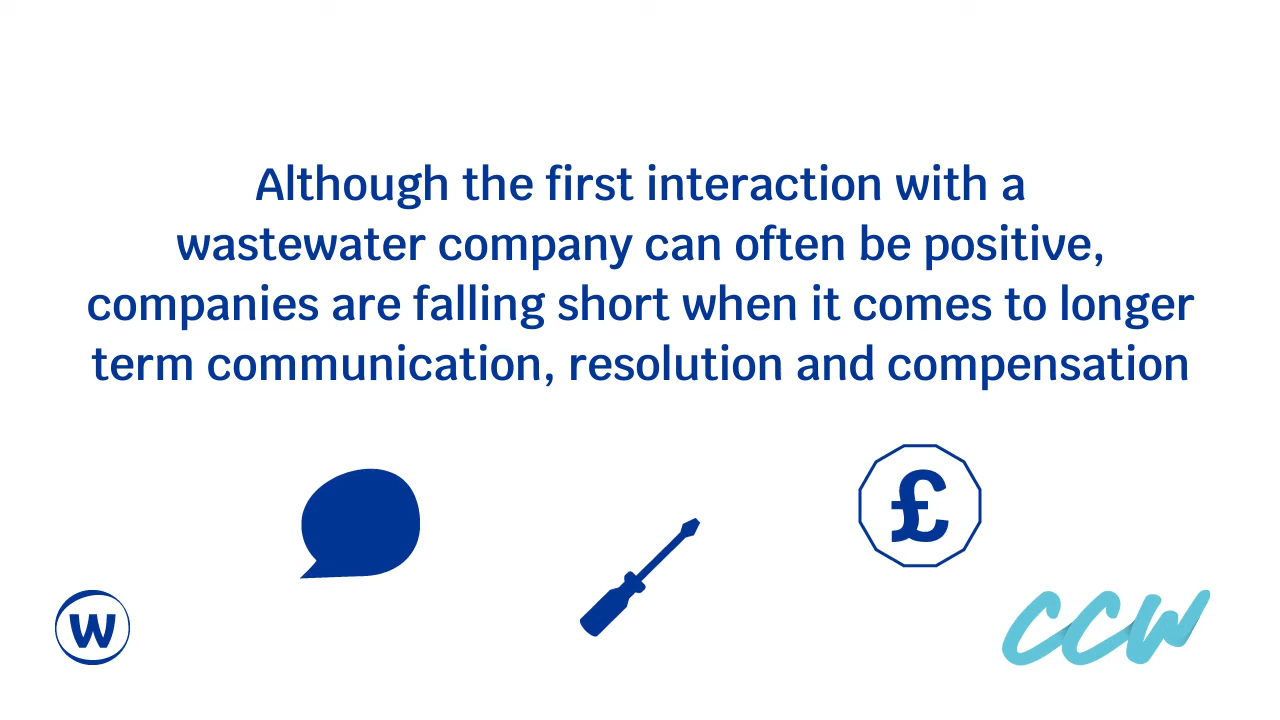 Although the first interaction with a
wastewater company can often be positive,
companies are falling short when it comes to longer
term communication, resolution and compensation
£
W
CCW